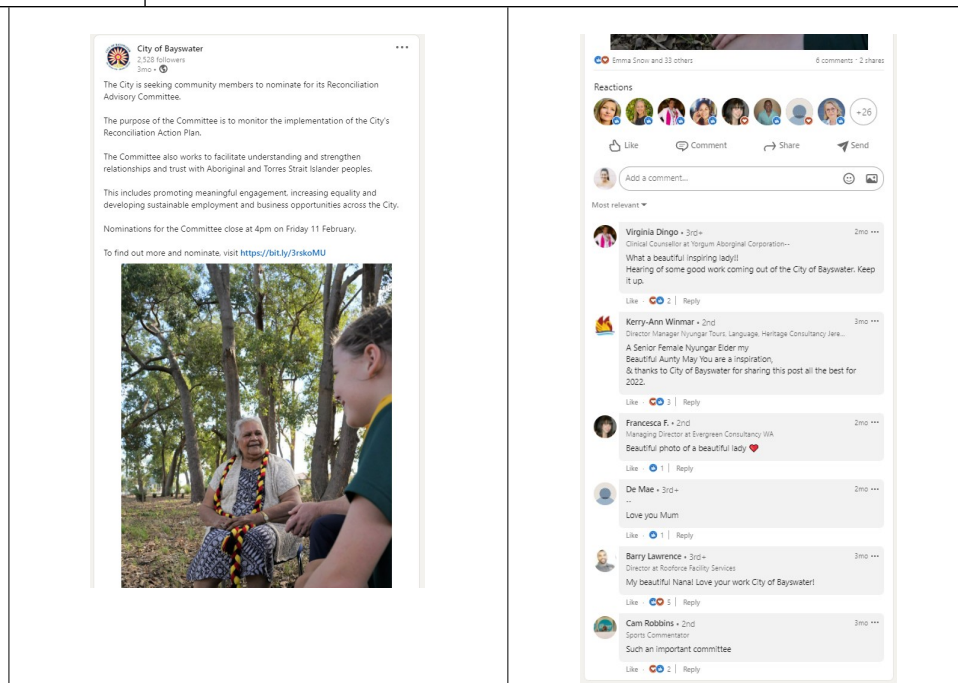 City of Bayswater
2,528 followers
3mo •
The City is seeking community members to nominate for its Reconciliation
Advisory Committee.
The purpose of the Committee is to monitor the implementation of the City's
Reconciliation Action Plan.
The Committee also works to facilitate understanding and strengthen
relationships and trust with Aboriginal and Torres Strait Islander peoples.
This includes promoting meaningful engagement, increasing equality and
developing sustainable employment and business opportunities across the City.
Nominations for the Committee close at 4pm on Friday 11 February.
To find out more and nominate, visit https://bit.ly/3rskoMU
Emma Snow and 33 others 6 comments · 2 shares
Reactions
+26
Like Comment Share Send
Add a comment...
Most relevant
Virginia Dingo • 3rd+ 2mo
Clinical Counsellor at Yorgum Aborginal Corporation--
What a beautiful inspiring lady!!
Hearing of some good work coming out of the City of Bayswater. Keep
it up.
Like · 2 | Reply
Kerry-Ann Winmar • 2nd 3mo
Director Manager Nyungar Tours, Language, Heritage Consultancy Jere...
A Senior Female Nyungar Elder my
Beautiful Aunty May You are a inspiration,
& thanks to City of Bayswater for sharing this post all the best for
2022.
Like · 3 | Reply
Francesca F. • 2nd 2mo
Managing Director at Evergreen Consultancy WA
Beautiful photo of a beautiful lady ❤
Like · 1 | Reply
De Mae • 3rd+ 2mo
--
Love you Mum
Like · 1 | Reply
Barry Lawrence • 3rd+ 3mo
Director at Rooforce Facility Services
My beautiful Nana! Love your work City of Bayswater!
Like · 5 | Reply
Cam Robbins • 2nd 3mo
Sports Commentator
Such an important committee
Like · 2 | Reply